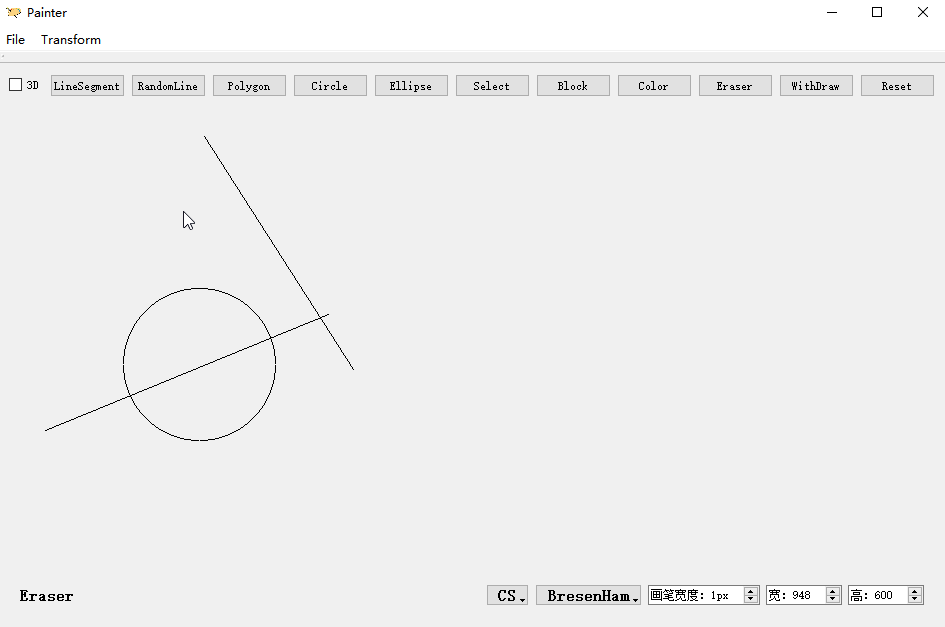 Painter
File Transform
3D LineSegment RandomLine Polygon Circle Ellipse Select Block Color Eraser WithDraw Reset
Eraser CS BresenHam 画笔宽度: 1px 宽: 948 高: 600